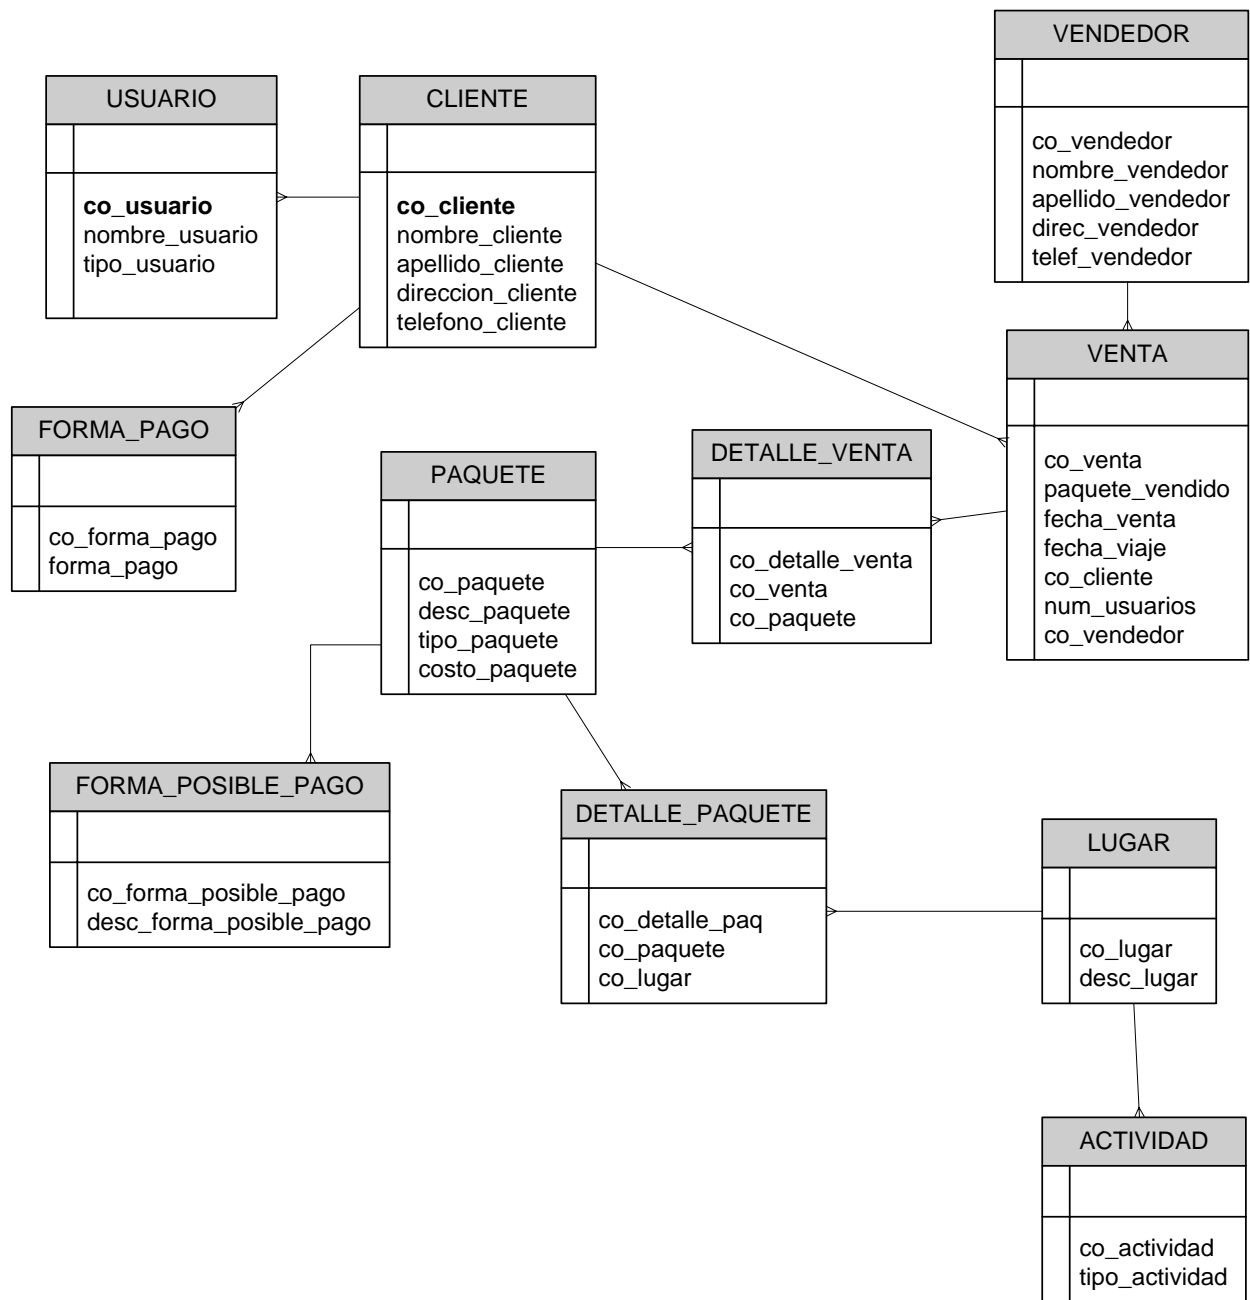 VENDEDOR
co_vendedor
nombre_vendedor
apellido_vendedor
direc_vendedor
telef_vendedor
USUARIO
co_usuario
nombre_usuario
tipo_usuario
CLIENTE
co_cliente
nombre_cliente
apellido_cliente
direccion_cliente
telefono_cliente
VENTA
co_venta
paquete_vendido
fecha_venta
fecha_viaje
co_cliente
num_usuarios
co_vendedor
FORMA_PAGO
co_forma_pago
forma_pago
PAQUETE
co_paquete
desc_paquete
tipo_paquete
costo_paquete
DETALLE_VENTA
co_detalle_venta
co_venta
co_paquete
FORMA_POSIBLE_PAGO
co_forma_posible_pago
desc_forma_posible_pago
DETALLE_PAQUETE
co_detalle_paq
co_paquete
co_lugar
LUGAR
co_lugar
desc_lugar
ACTIVIDAD
co_actividad
tipo_actividad